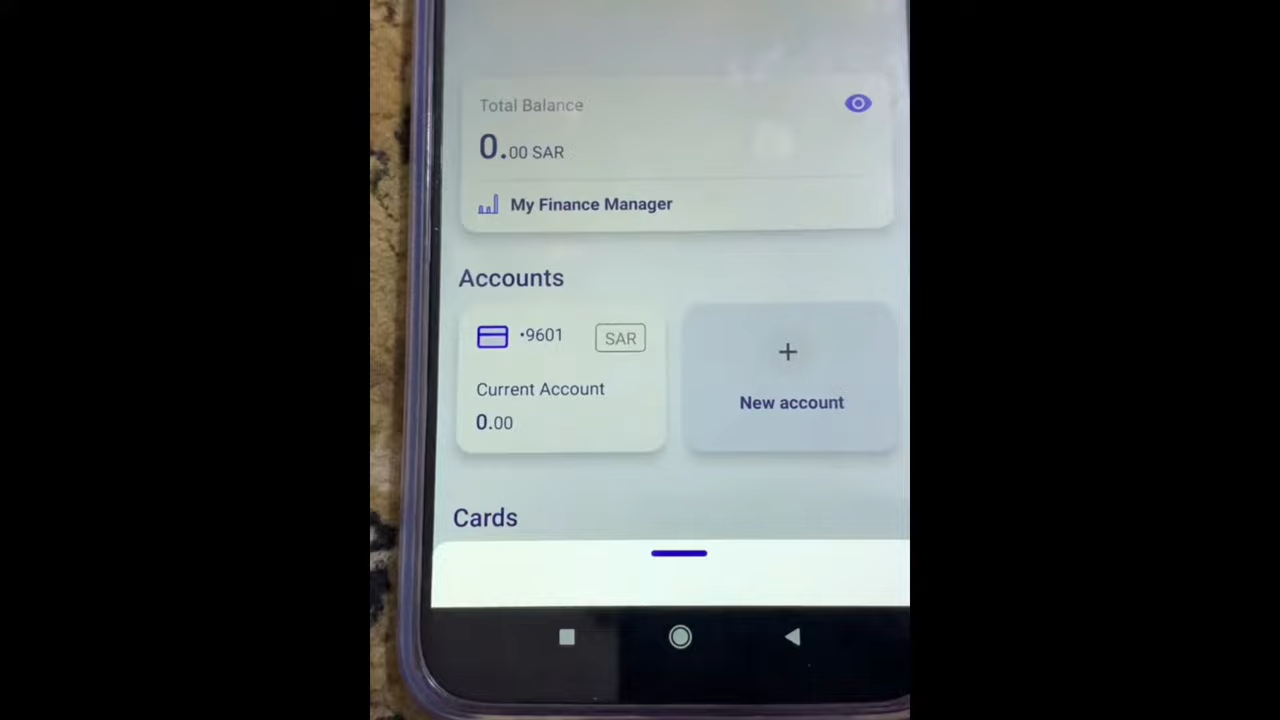 Total Balance
0.00 SAR
My Finance Manager
Accounts
·9601 SAR
Current Account
0.00
+
New account
Cards